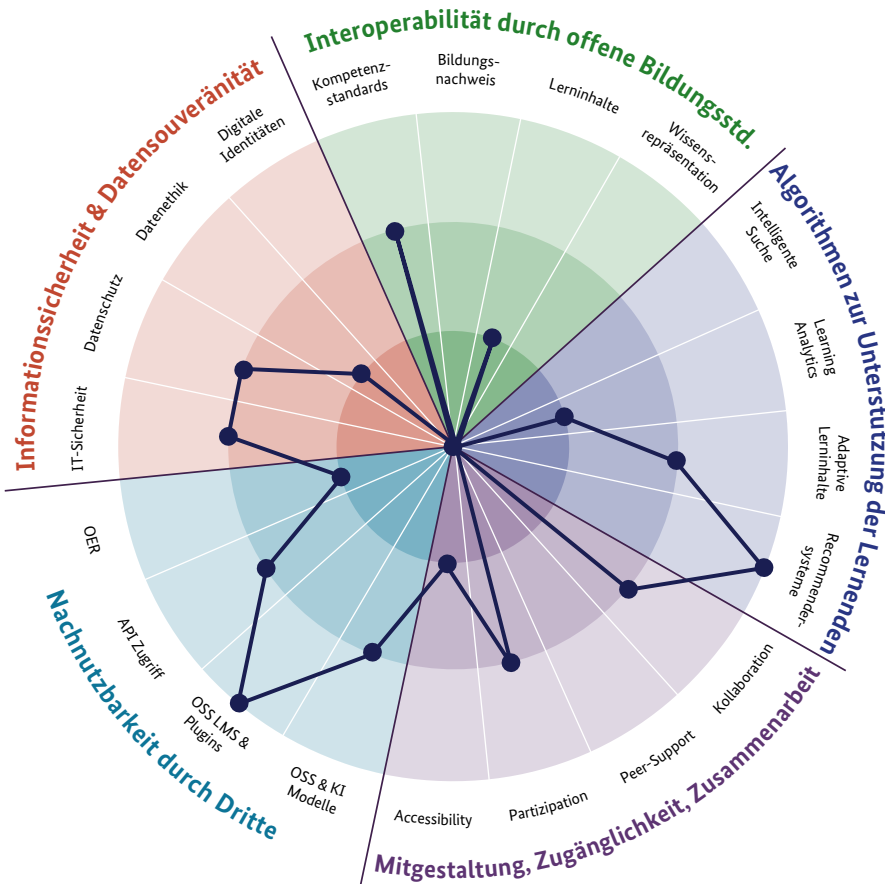 Interoperabilität durch offene Bildungsstd.
Kompetenz-
standards
Bildungs-
nachweis
Lerninhalte
Wissens-
repräsentation
Algorithmen zur Unterstützung der Lernenden
Intelligente
Suche
Learning
Analytics
Adaptive
Lerninhalte
Recommender-
systeme
Mitgestaltung, Zugänglichkeit, Zusammenarbeit
Kollaboration
Peer-Support
Partizipation
Accessibility
Nachnutzbarkeit durch Dritte
OSS & KI
Modelle
OSS LMS &
Plugins
API Zugriff
OER
Informationssicherheit & Datensouveränität
IT-Sicherheit
Datenschutz
Datenethik
Digitale
Identitäten